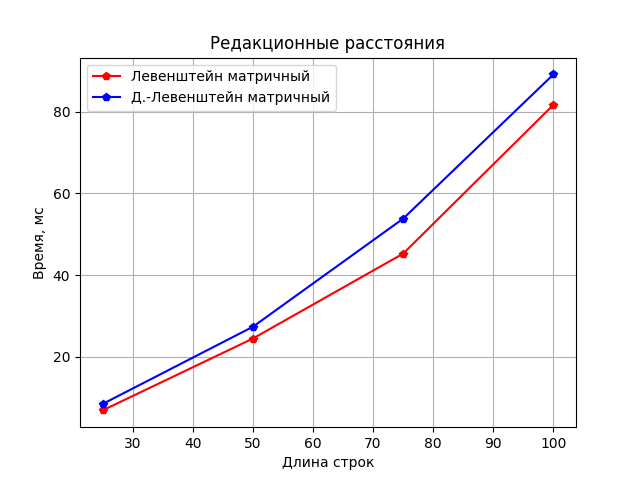 Редакционные расстояния
Левенштейн матричный
Д.-Левенштейн матричный
80
60
40
20
Время, мс
30 40 50 60 70 80 90 100
Длина строк